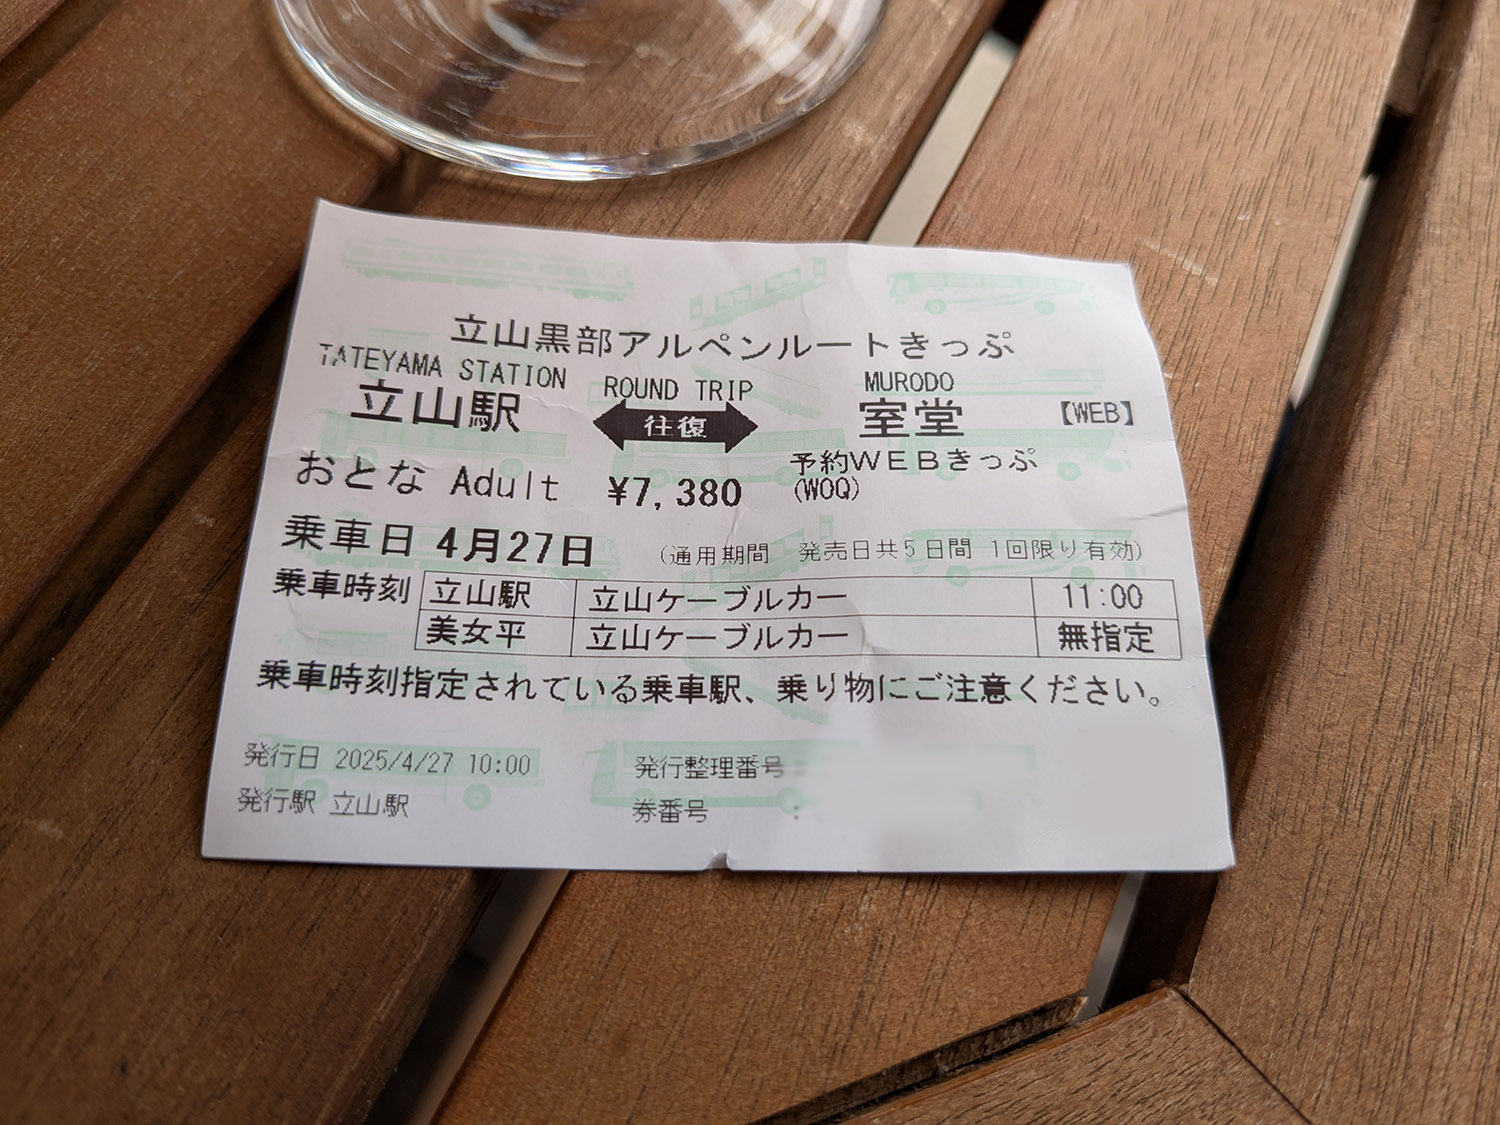 立山黒部アルペンルートきっぷ
TATEYAMA STATION ROUND TRIP MURODO
立山駅 往復 室堂 【WEB】
おとな Adult ¥7,380 予約WEBきっぷ
(WOQ)
乗車日 4月27日 (通用期間 発売日共5日間 1回限り有効)
乗車時刻 立山駅 立山ケーブルカー 11:00
美女平 立山ケーブルカー 無指定
乗車時刻指定されている乗車駅、乗り物にご注意ください。
発行日 2025/4/27 10:00 発行整理番号:
発行駅 立山駅 券番号 :